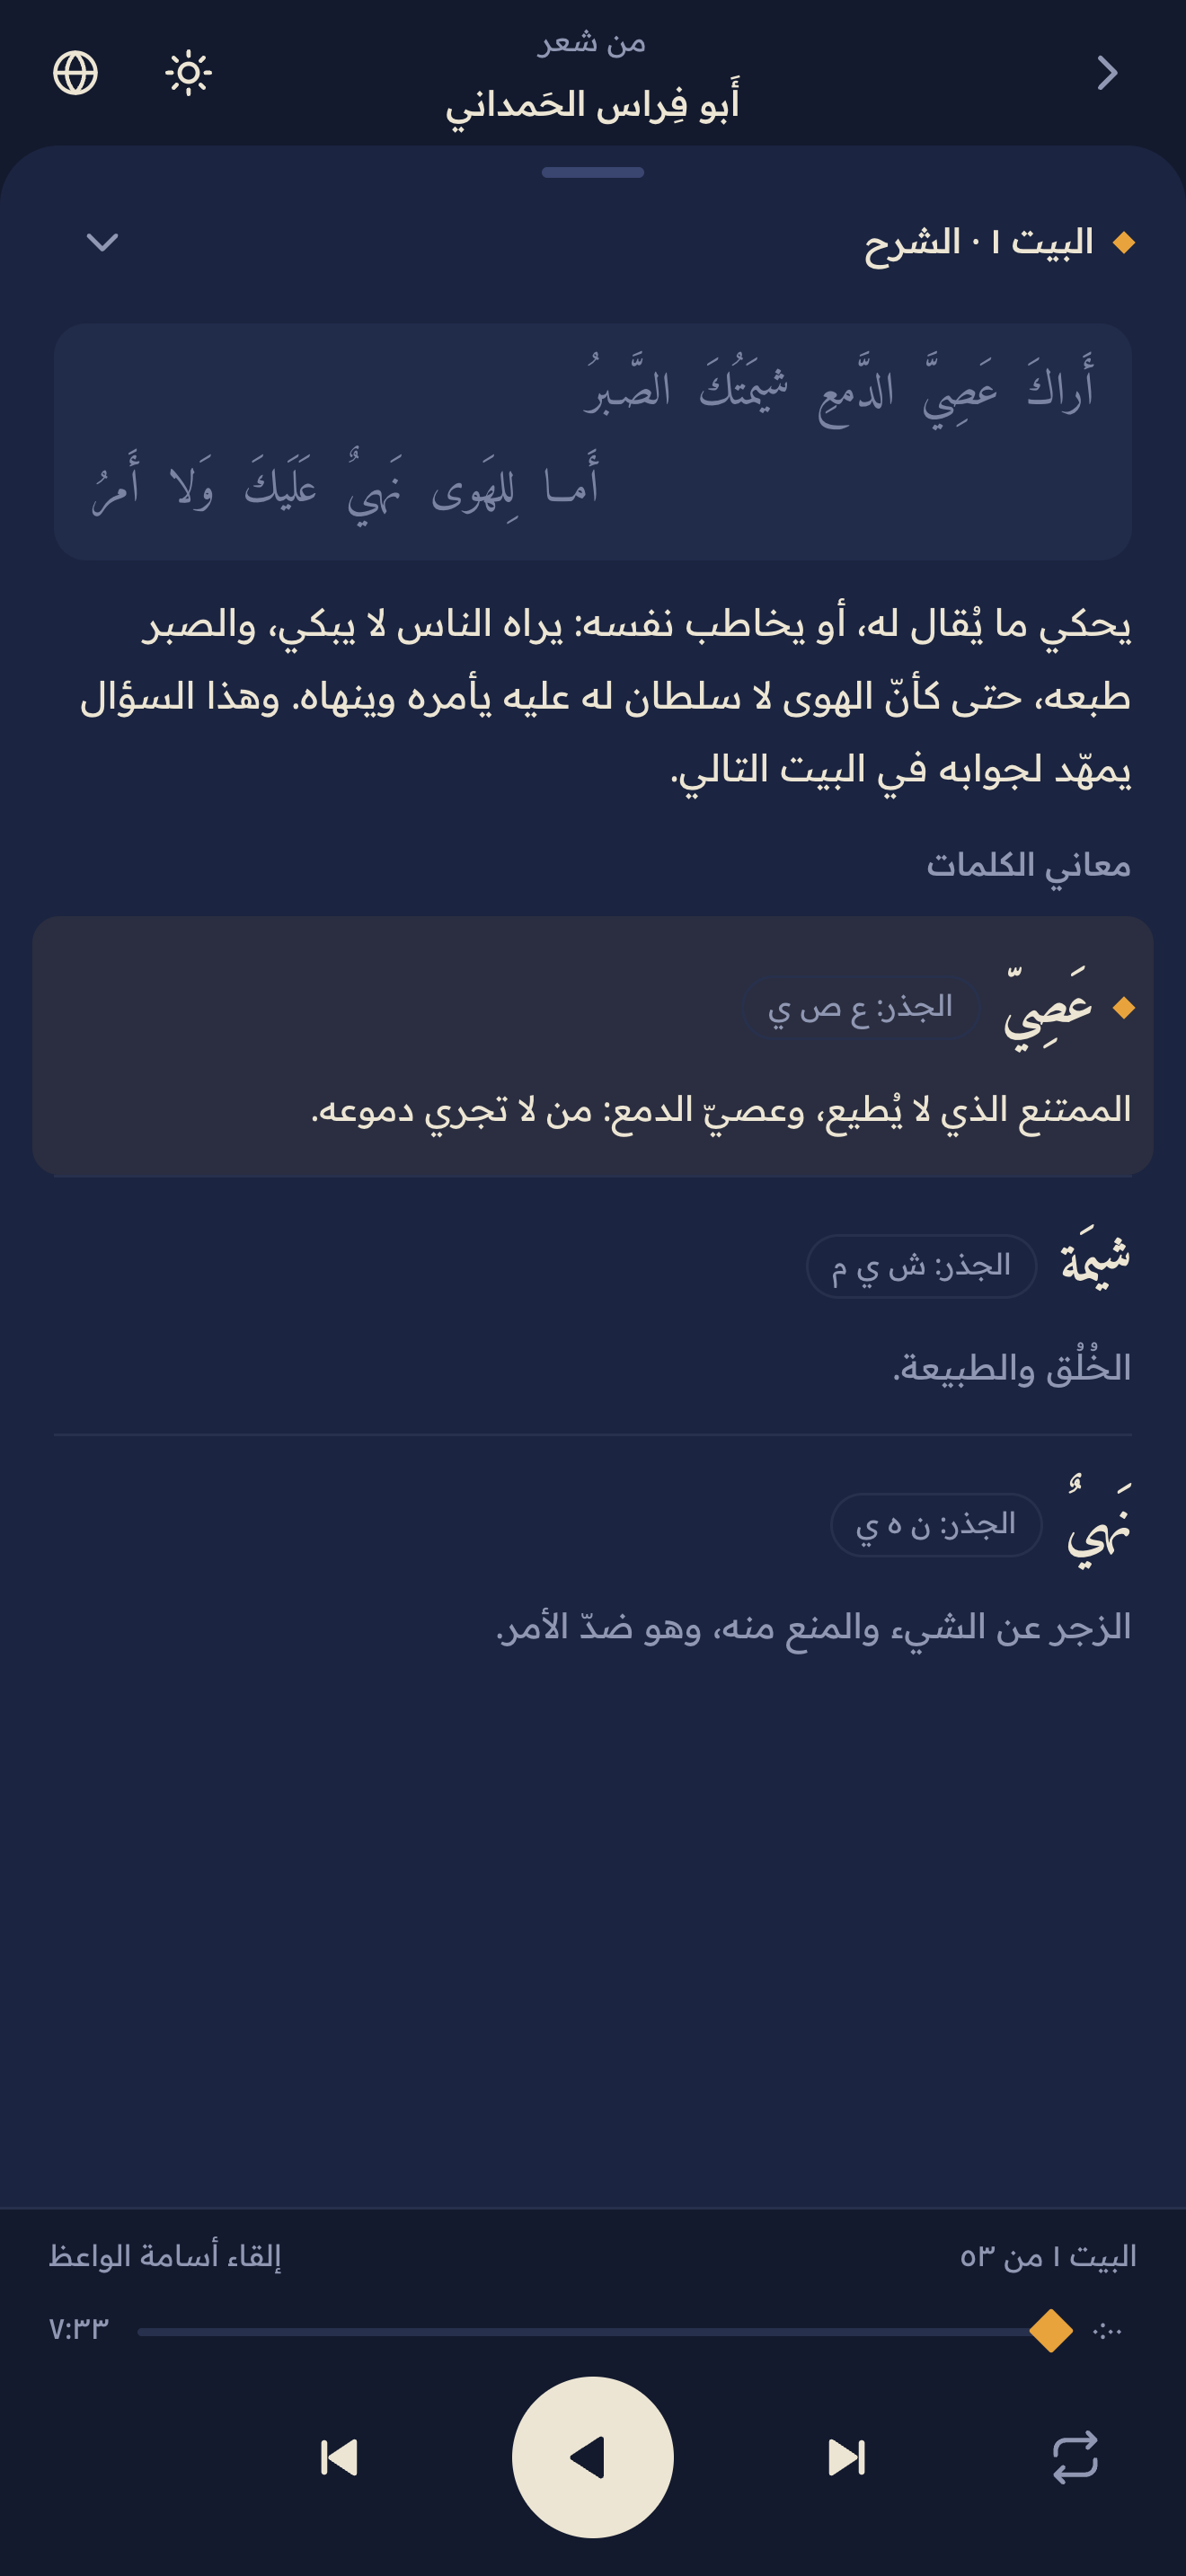 من شعر
أَبو فِراس الحَمداني
البيت ١ · الشرح
أَراكَ عَصِيَّ الدَّمعِ شيمَتُكَ الصَّبرُ
أَمــا لِلهَوى نَهيٌ عَلَيكَ وَلا أَمرُ
يحكي ما يُقال له، أو يخاطب نفسه: يراه الناس لا يبكي، والصبر
طبعه، حتى كأنّ الهوى لا سلطان له عليه يأمره وينهاه. وهذا السؤال
يمهّد لجوابه في البيت التالي.
معاني الكلمات
عَصِيّ الجذر: ع ص ي
الممتنع الذي لا يُطيع، وعصيّ الدمع: من لا تجري دموعه.
شيمَة الجذر: ش ي م
الخُلُق والطبيعة.
نَهيٌ الجذر: ن ه ي
الزجر عن الشيء والمنع منه، وهو ضدّ الأمر.
البيت ١ من ٥٣ إلقاء أسامة الواعظ
٠:٠٠ ٧:٣٣